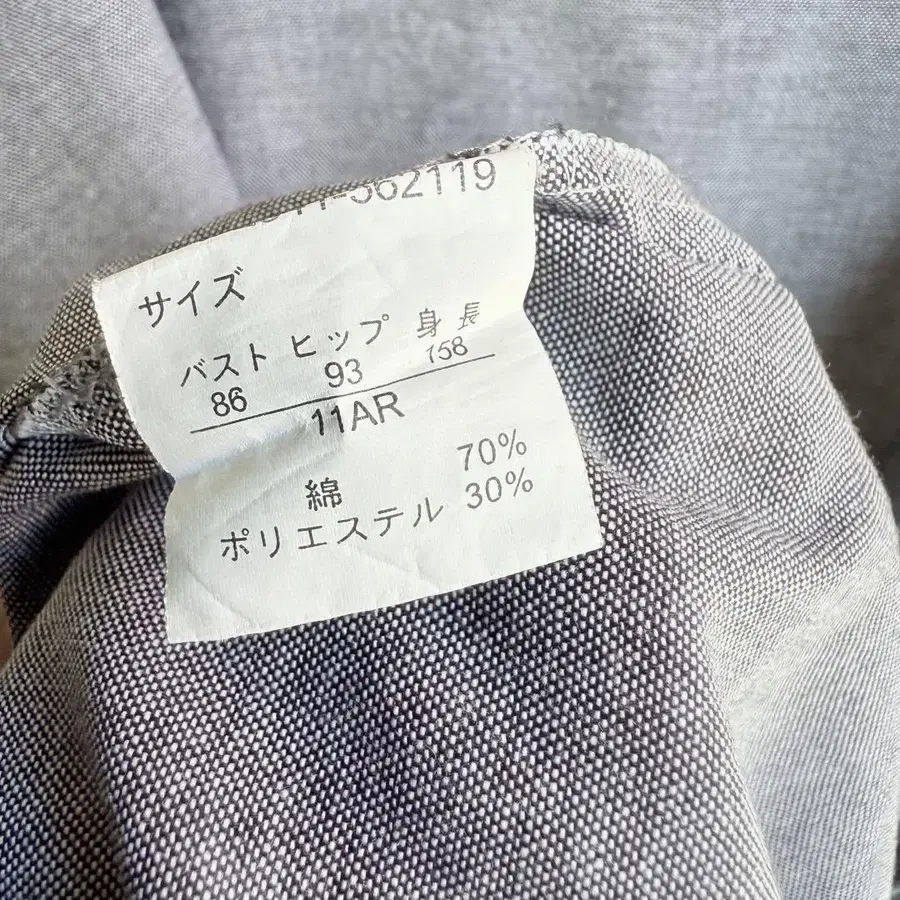 562119
サイズ
バスト ヒップ 身長
86 93 158
11AR
綿 70%
ポリエステル 30%